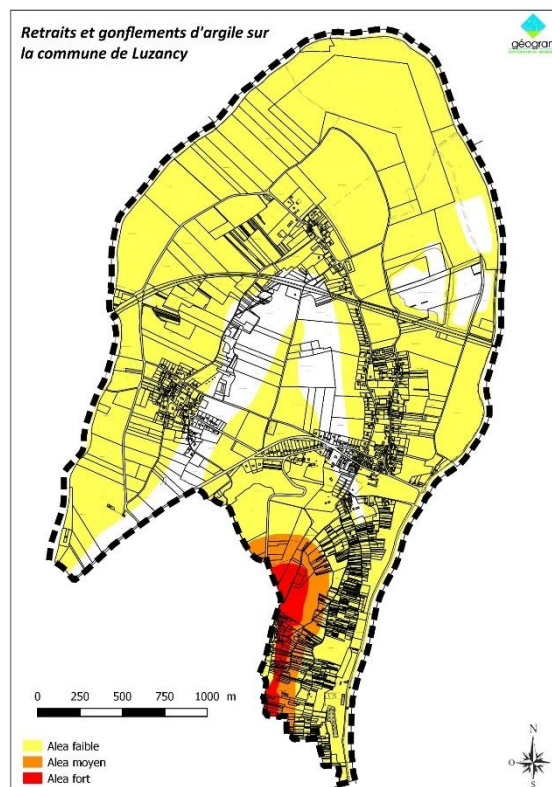 Retraits et gonflements d'argile sur
la commune de Luzancy
géogram
0 250 500 750 1000 m
Alea faible
Alea moyen
Alea fort
N
O
S